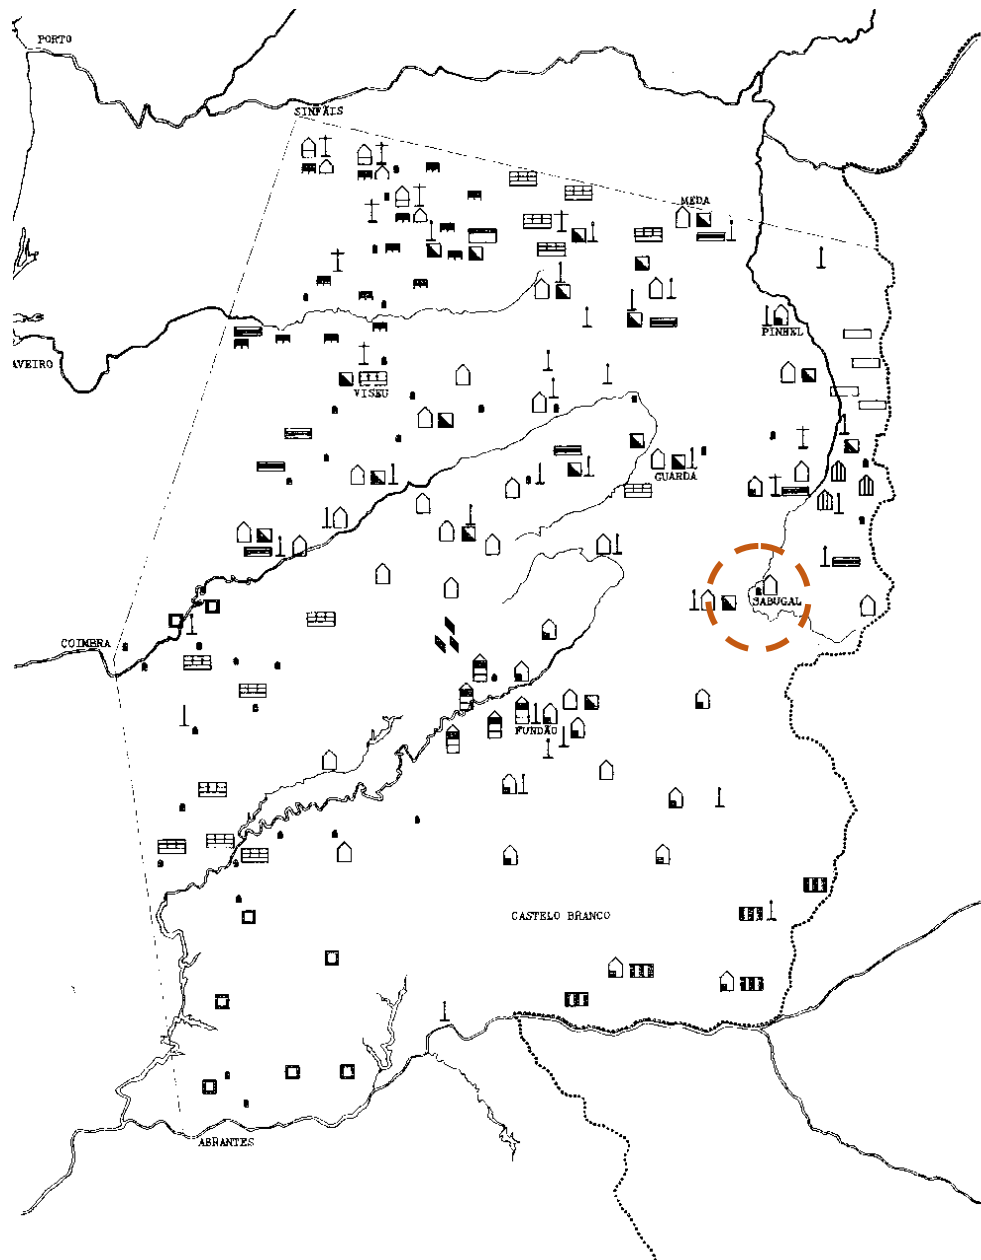 PORTO
SINFÃIS
MEDA
PINHEL
AVEIRO
VISEU
GUARDA
SABUGAL
COIMBRA
FUNDÃO
CASTELO BRANCO
ABRANTES